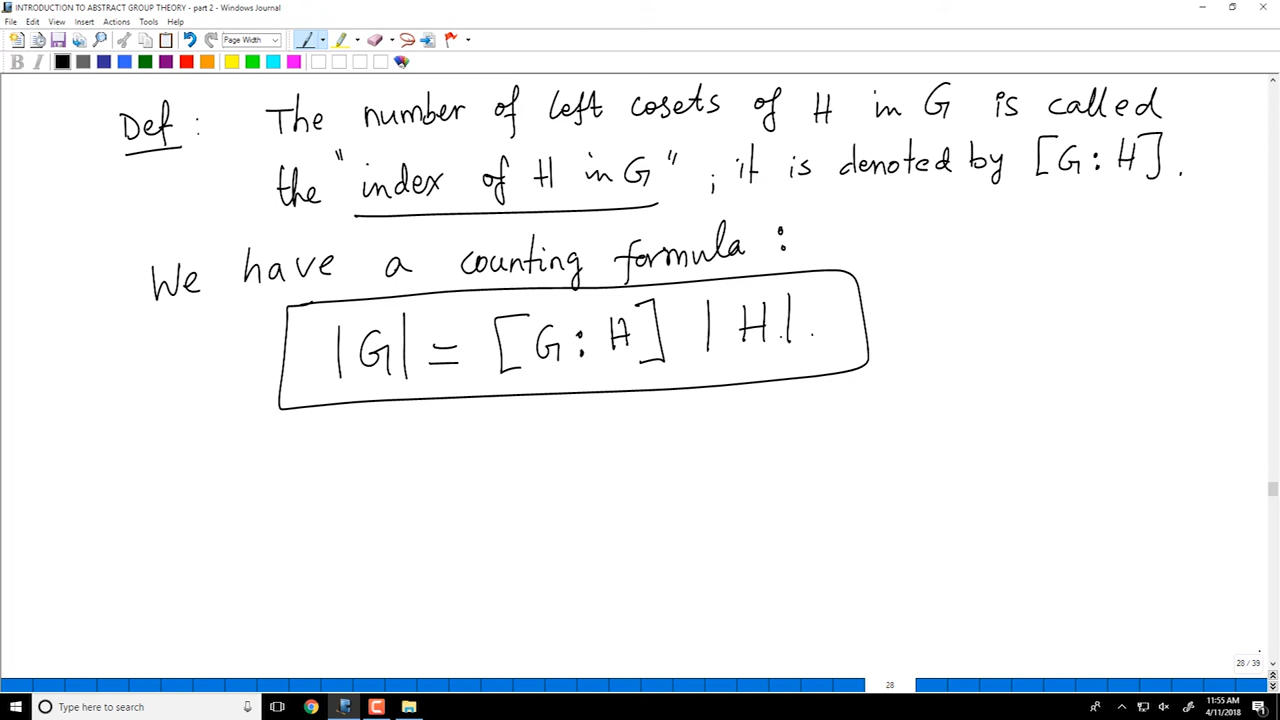 INTRODUCTION TO ABSTRACT GROUP THEORY - part 2 - Windows Journal
File Edit View Insert Actions Tools Help
Page Width
B I
Def : The number of left cosets of H in G is called
the "index of H in G" ; it is denoted by [G : H] .
We have a counting formula :
|G| = [G : H] |H| .
28 / 39
28
Type here to search
11:55 AM
4/11/2018